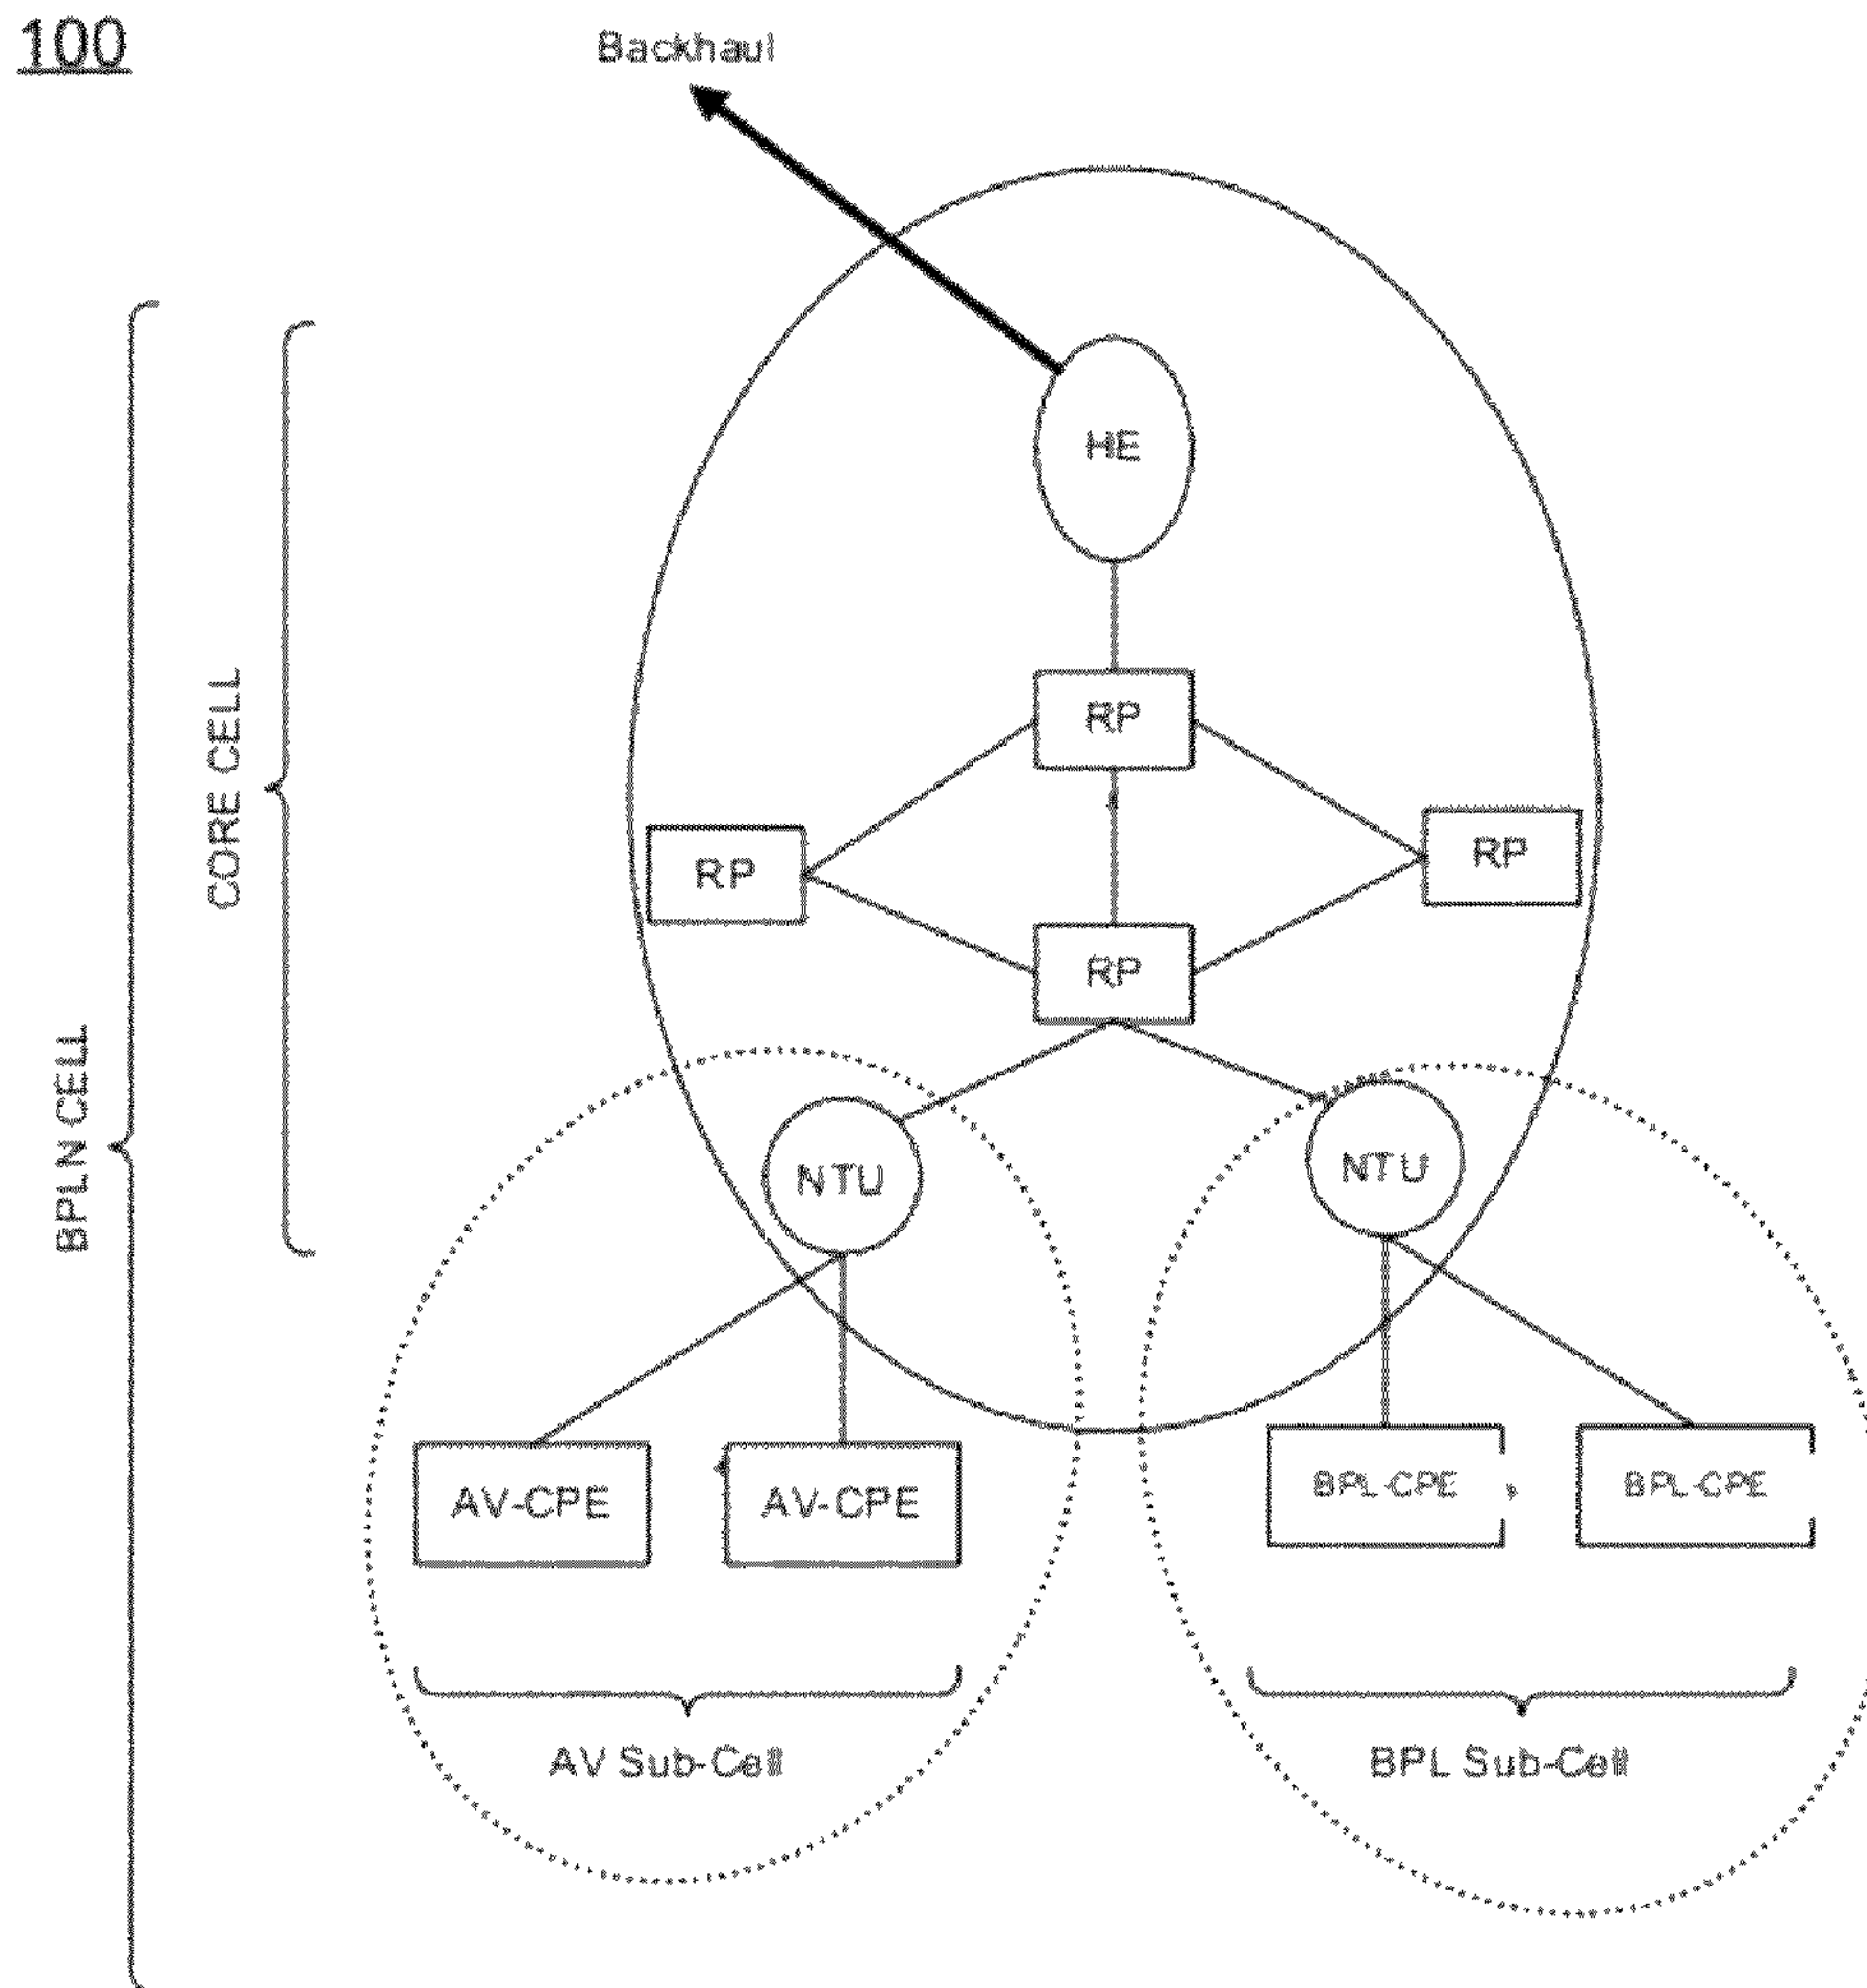 100
Backhaul
HE
RP
RP
RP
RP
CORE CELL
BPLN CELL
NTU
NTU
AV-CPE
AV-CPE
BPL-CPE
BPL-CPE
AV Sub-Cell
BPL Sub-Cell